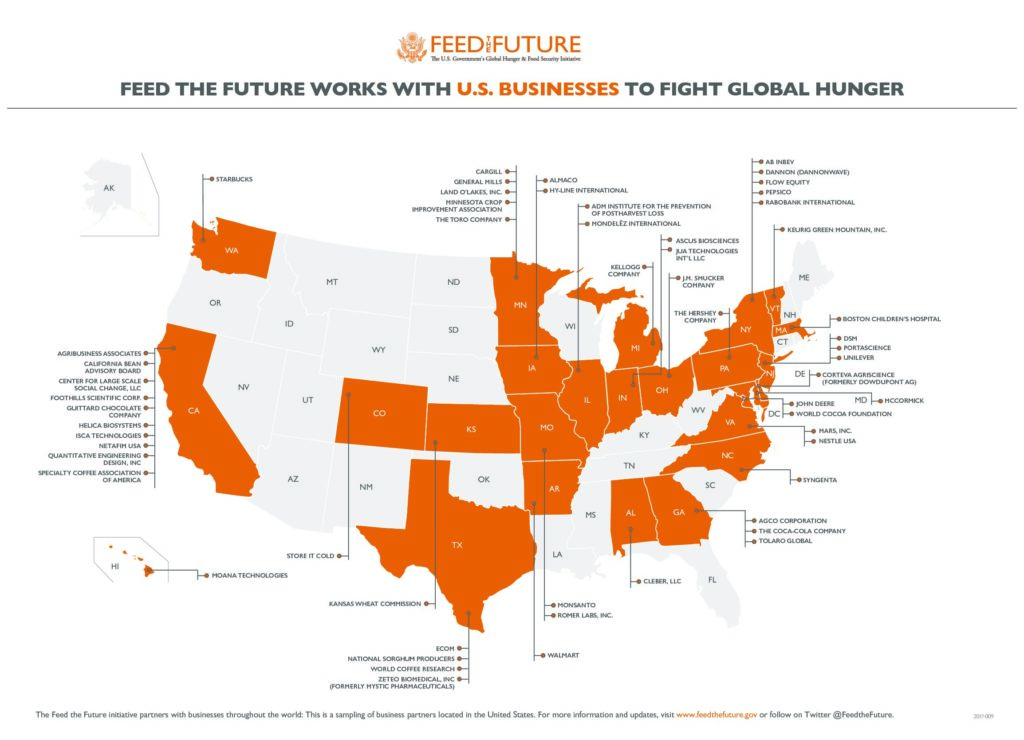 FEED THE FUTURE
The U.S. Government's Global Hunger & Food Security Initiative
FEED THE FUTURE WORKS WITH U.S. BUSINESSES TO FIGHT GLOBAL HUNGER
AK
STARBUCKS
WA
OR
ID
MT
ND
SD
WY
NE
NV
UT
CO
KS
CA
AZ
NM
OK
TX
MN
WI
IA
IL
MO
AR
LA
MS
MI
IN
OH
KY
TN
AL
GA
FL
SC
NC
VA
WV
PA
NY
VT
NH
ME
MA
CT
NJ
DE
MD
DC
HI
CARGILL
GENERAL MILLS
LAND O'LAKES, INC.
MINNESOTA CROP
IMPROVEMENT ASSOCIATION
THE TORO COMPANY
ALMACO
HY-LINE INTERNATIONAL
ADM INSTITUTE FOR THE PREVENTION
OF POSTHARVEST LOSS
MONDELĒZ INTERNATIONAL
KELLOGG
COMPANY
ASCUS BIOSCIENCES
JUA TECHNOLOGIES
INT'L LLC
J.M. SMUCKER
COMPANY
THE HERSHEY
COMPANY
AB INBEV
DANNON (DANNONWAVE)
FLOW EQUITY
PEPSICO
RABOBANK INTERNATIONAL
KEURIG GREEN MOUNTAIN, INC.
BOSTON CHILDREN'S HOSPITAL
DSM
PORTASCIENCE
UNILEVER
CORTEVA AGRISCIENCE
(FORMERLY DOWDUPONT AG)
MCCORMICK
JOHN DEERE
WORLD COCOA FOUNDATION
MARS, INC.
NESTLE USA
SYNGENTA
AGCO CORPORATION
THE COCA-COLA COMPANY
TOLARO GLOBAL
CLEBER, LLC
MONSANTO
ROMER LABS, INC.
WALMART
AGRIBUSINESS ASSOCIATES
CALIFORNIA BEAN
ADVISORY BOARD
CENTER FOR LARGE SCALE
SOCIAL CHANGE, LLC
FOOTHILLS SCIENTIFIC CORP.
GUITTARD CHOCOLATE
COMPANY
HELICA BIOSYSTEMS
ISCA TECHNOLOGIES
NETAFIM USA
QUANTITATIVE ENGINEERING
DESIGN, INC
SPECIALTY COFFEE ASSOCIATION
OF AMERICA
MOANA TECHNOLOGIES
STORE IT COLD
KANSAS WHEAT COMMISSION
ECOM
NATIONAL SORGHUM PRODUCERS
WORLD COFFEE RESEARCH
ZETEO BIOMEDICAL, INC
(FORMERLY MYSTIC PHARMACEUTICALS)
The Feed the Future initiative partners with businesses throughout the world: This is a sampling of business partners located in the United States. For more information and updates, visit www.feedthefuture.gov or follow on Twitter @FeedtheFuture.
2017-009